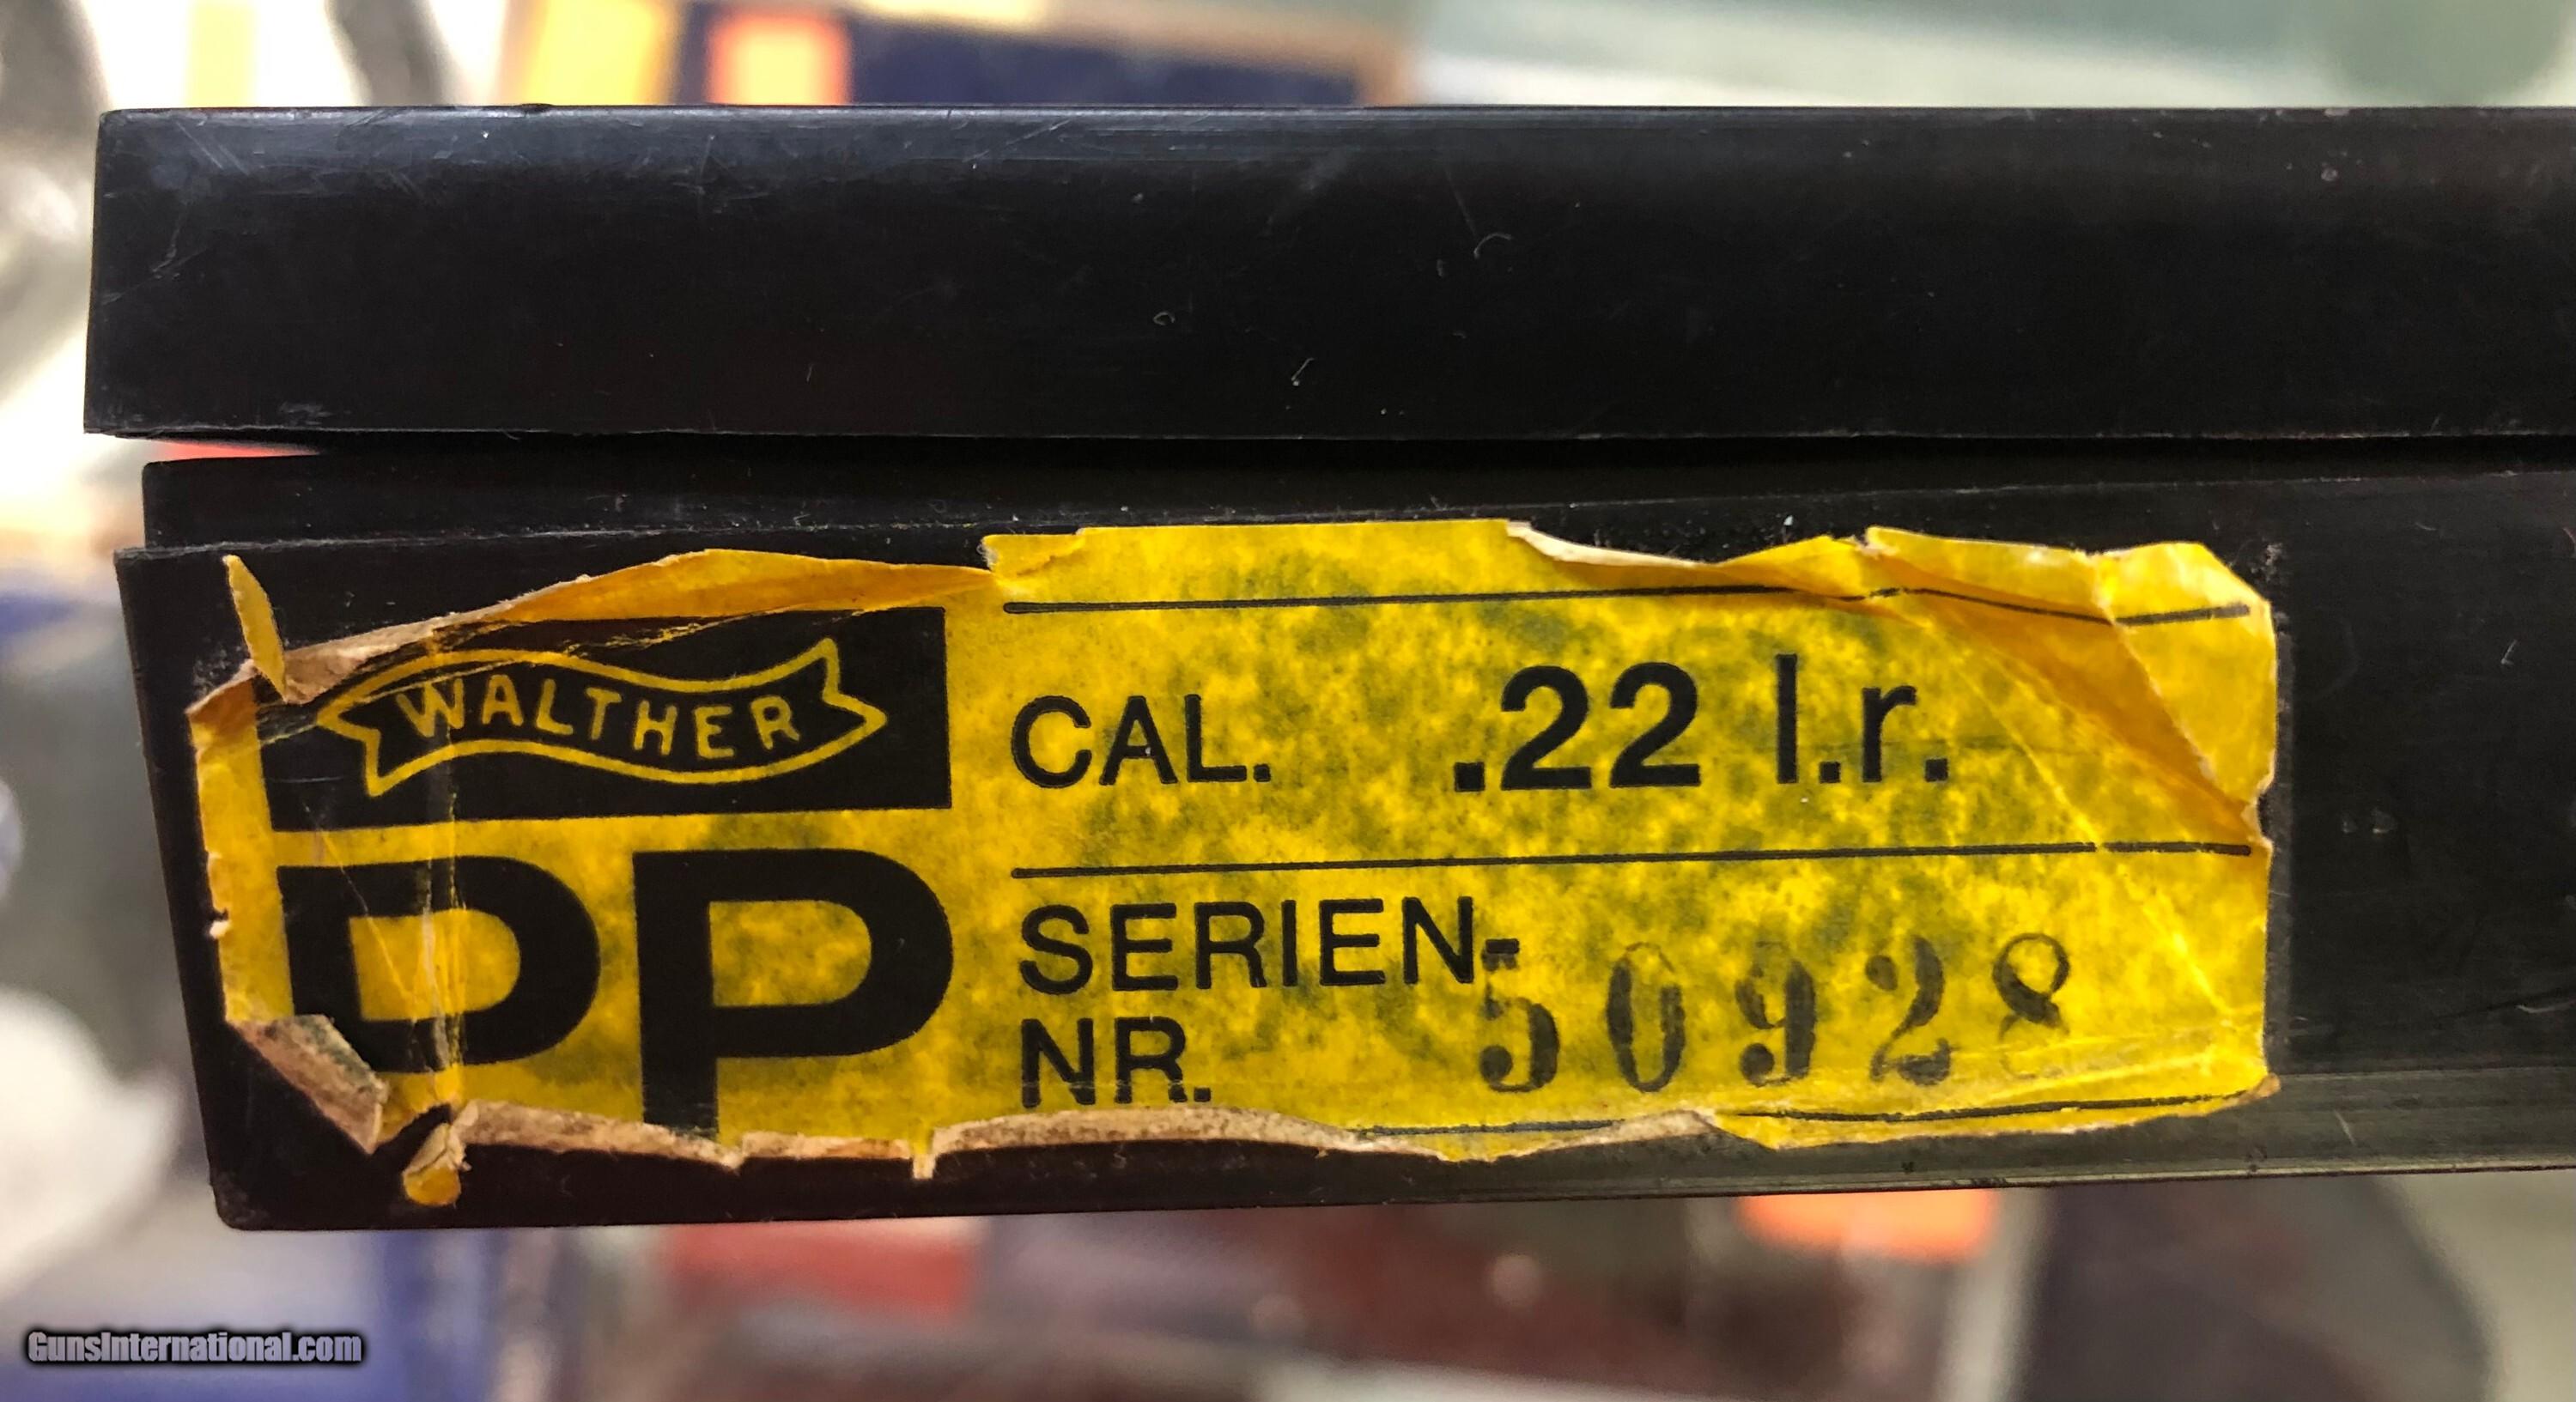 WALTHER
PP
CAL. .22 l.r.
SERIEN-
NR. 50928
GunsInternational.com